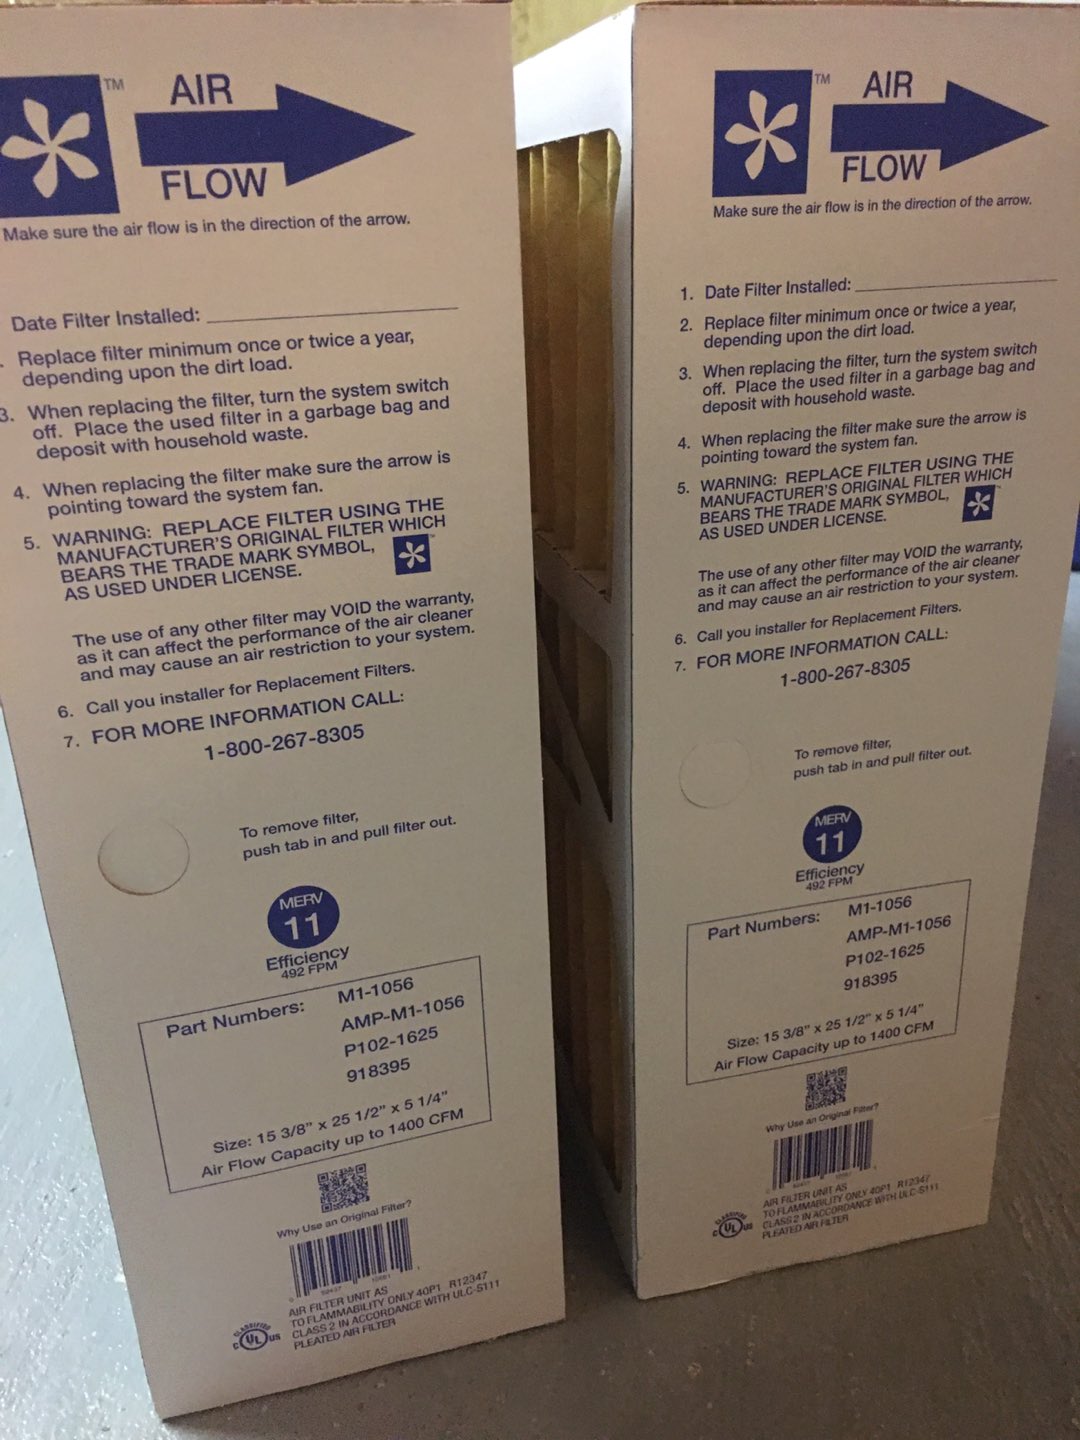 AIR
FLOW
TM
Make sure the air flow is in the direction of the arrow.
Date Filter Installed:
Replace filter minimum once or twice a year,
depending upon the dirt load.
3. When replacing the filter, turn the system switch
off. Place the used filter in a garbage bag and
deposit with household waste.
4. When replacing the filter make sure the arrow is
pointing toward the system fan.
5. WARNING: REPLACE FILTER USING THE
MANUFACTURER'S ORIGINAL FILTER WHICH
BEARS THE TRADE MARK SYMBOL,
AS USED UNDER LICENSE.
The use of any other filter may VOID the warranty,
as it can affect the performance of the air cleaner
and may cause an air restriction to your system.
6. Call you installer for Replacement Filters.
7. FOR MORE INFORMATION CALL:
1-800-267-8305
To remove filter,
push tab in and pull filter out.
MERV
11
Efficiency
492 FPM
Part Numbers: M1-1056
AMP-M1-1056
P102-1625
918395
Size: 15 3/8" x 25 1/2" x 5 1/4"
Air Flow Capacity up to 1400 CFM
Why Use an Original Filter?
AIR FILTER UNIT AS
TO FLAMMABILITY ONLY 40P1 R12347
CLASS 2 IN ACCORDANCE WITH ULC-S111
PLEATED AIR FILTER
CLASSIFIED
C UL US
AIR
FLOW
TM
Make sure the air flow is in the direction of the arrow.
1. Date Filter Installed:
2. Replace filter minimum once or twice a year,
depending upon the dirt load.
3. When replacing the filter, turn the system switch
off. Place the used filter in a garbage bag and
deposit with household waste.
4. When replacing the filter make sure the arrow is
pointing toward the system fan.
5. WARNING: REPLACE FILTER USING THE
MANUFACTURER'S ORIGINAL FILTER WHICH
BEARS THE TRADE MARK SYMBOL,
AS USED UNDER LICENSE.
The use of any other filter may VOID the warranty,
as it can affect the performance of the air cleaner
and may cause an air restriction to your system.
6. Call you installer for Replacement Filters.
7. FOR MORE INFORMATION CALL:
1-800-267-8305
To remove filter,
push tab in and pull filter out.
MERV
11
Efficiency
492 FPM
Part Numbers: M1-1056
AMP-M1-1056
P102-1625
918395
Size: 15 3/8" x 25 1/2" x 5 1/4"
Air Flow Capacity up to 1400 CFM
Why Use an Original Filter?
AIR FILTER UNIT AS
TO FLAMMABILITY ONLY 40P1 R12347
CLASS 2 IN ACCORDANCE WITH ULC-S111
PLEATED AIR FILTER
CLASSIFIED
C UL US